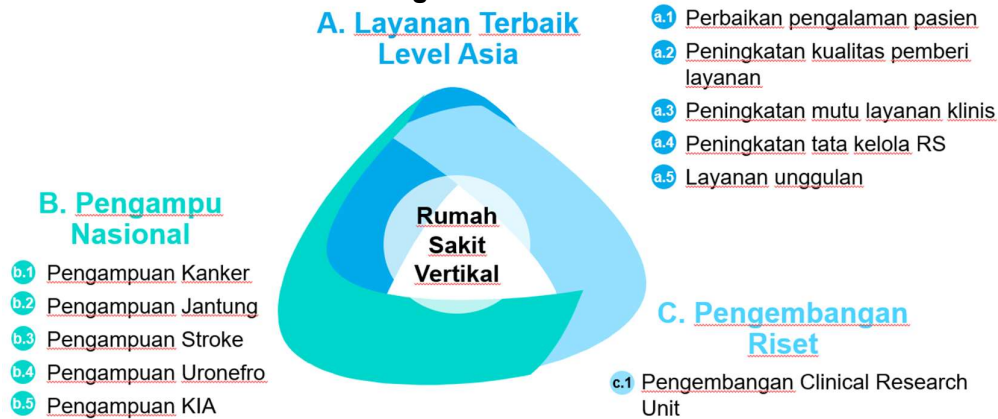 A. Layanan Terbaik
Level Asia
a.1 Perbaikan pengalaman pasien
a.2 Peningkatan kualitas pemberi
layanan
a.3 Peningkatan mutu layanan klinis
a.4 Peningkatan tata kelola RS
a.5 Layanan unggulan
B. Pengampu
Nasional
b.1 Pengampuan Kanker
b.2 Pengampuan Jantung
b.3 Pengampuan Stroke
b.4 Pengampuan Uronefro
b.5 Pengampuan KIA
Rumah
Sakit
Vertikal
C. Pengembangan
Riset
c.1 Pengembangan Clinical Research
Unit